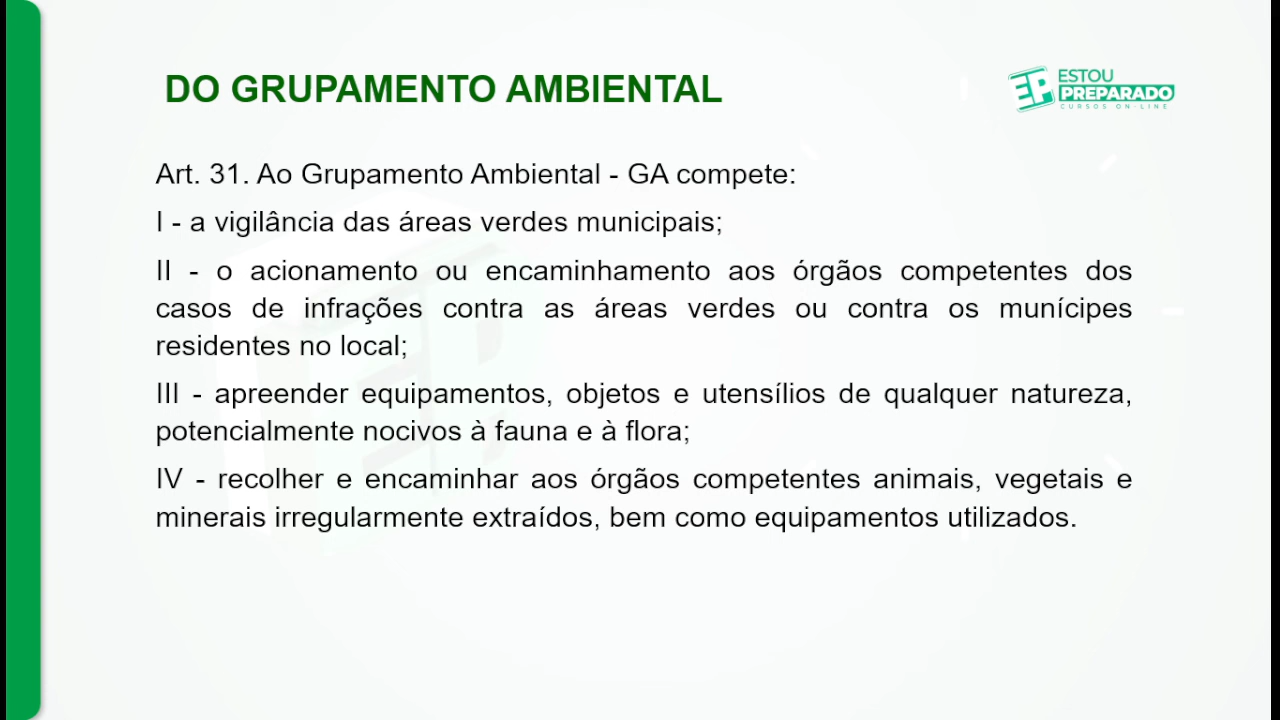 DO GRUPAMENTO AMBIENTAL
ESTOU
PREPARADO
CURSOS ON-LINE
Art. 31. Ao Grupamento Ambiental - GA compete:
I - a vigilância das áreas verdes municipais;
II - o acionamento ou encaminhamento aos órgãos competentes dos
casos de infrações contra as áreas verdes ou contra os munícipes
residentes no local;
III - apreender equipamentos, objetos e utensílios de qualquer natureza,
potencialmente nocivos à fauna e à flora;
IV - recolher e encaminhar aos órgãos competentes animais, vegetais e
minerais irregularmente extraídos, bem como equipamentos utilizados.